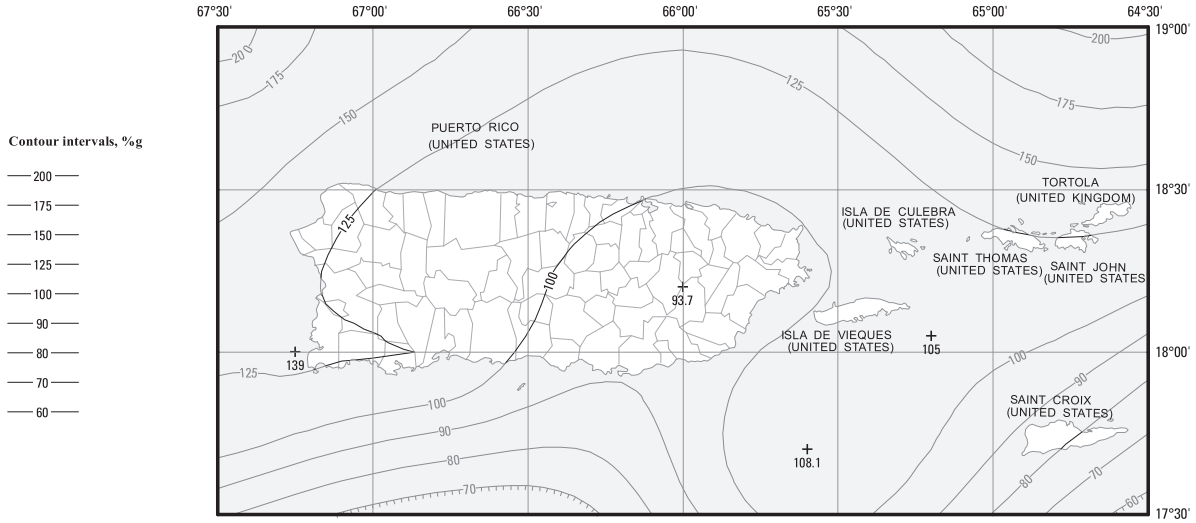 67°30'
67°00'
66°30'
66°00'
65°30'
65°00'
64°30'
19°00'
18°30'
18°00'
17°30'
Contour intervals, %g
200
175
150
125
100
90
80
70
60
200
175
150
125
200
175
150
PUERTO RICO
(UNITED STATES)
TORTOLA
(UNITED KINGDOM)
ISLA DE CULEBRA
(UNITED STATES)
SAINT THOMAS
(UNITED STATES)
SAINT JOHN
(UNITED STATES
125
100
93.7
ISLA DE VIEQUES
(UNITED STATES)
105
139
125
100
90
80
70
108.1
100
90
SAINT CROIX
(UNITED STATES)
80
70
60